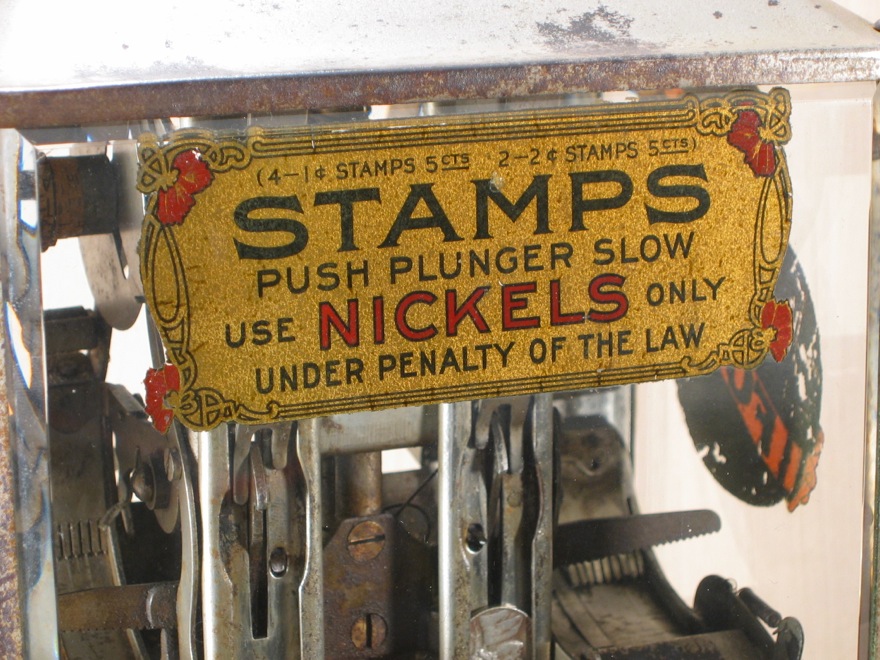 (4-1¢ STAMPS 5CTS 2-2¢ STAMPS 5CTS)
STAMPS
PUSH PLUNGER SLOW
USE NICKELS ONLY
UNDER PENALTY OF THE LAW